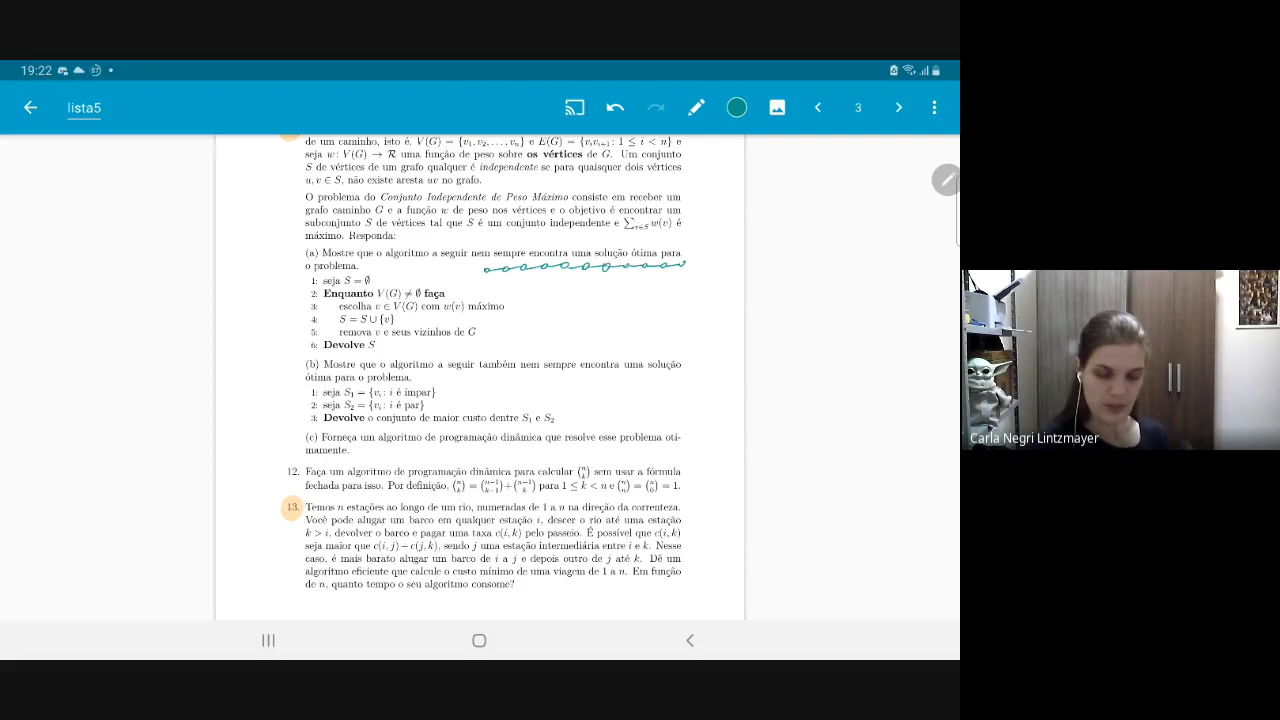 19:22
lista5
3
de um caminho, isto é, V(G) = {v1, v2, . . . , vn} e E(G) = {vivi+1 : 1 ≤ i < n} e
seja w: V(G) → R uma função de peso sobre os vértices de G. Um conjunto
S de vértices de um grafo qualquer é independente se para quaisquer dois vértices
u, v ∈ S, não existe aresta uv no grafo.
O problema do Conjunto Independente de Peso Máximo consiste em receber um
grafo caminho G e a função w de peso nos vértices e o objetivo é encontrar um
subconjunto S de vértices tal que S é um conjunto independente e ∑v∈S w(v) é
máximo. Responda:
(a) Mostre que o algoritmo a seguir nem sempre encontra uma solução ótima para
o problema.
1: seja S = ∅
2: Enquanto V(G) ≠ ∅ faça
3: escolha v ∈ V(G) com w(v) máximo
4: S = S ∪ {v}
5: remova v e seus vizinhos de G
6: Devolve S
(b) Mostre que o algoritmo a seguir também nem sempre encontra uma solução
ótima para o problema.
1: seja S1 = {vi : i é ímpar}
2: seja S2 = {vi : i é par}
3: Devolve o conjunto de maior custo dentre S1 e S2
(c) Forneça um algoritmo de programação dinâmica que resolve esse problema oti-
mamente.
12. Faça um algoritmo de programação dinâmica para calcular (n k) sem usar a fórmula
fechada para isso. Por definição, (n k) = (n−1 k−1) + (n−1 k) para 1 ≤ k < n e (n n) = (n 0) = 1.
13. Temos n estações ao longo de um rio, numeradas de 1 a n na direção da correnteza.
Você pode alugar um barco em qualquer estação i, descer o rio até uma estação
k > i, devolver o barco e pagar uma taxa c(i, k) pelo passeio. É possível que c(i, k)
seja maior que c(i, j) + c(j, k), sendo j uma estação intermediária entre i e k. Nesse
caso, é mais barato alugar um barco de i a j e depois outro de j até k. Dê um
algoritmo eficiente que calcule o custo mínimo de uma viagem de 1 a n. Em função
de n, quanto tempo o seu algoritmo consome?
Carla Negri Lintzmayer